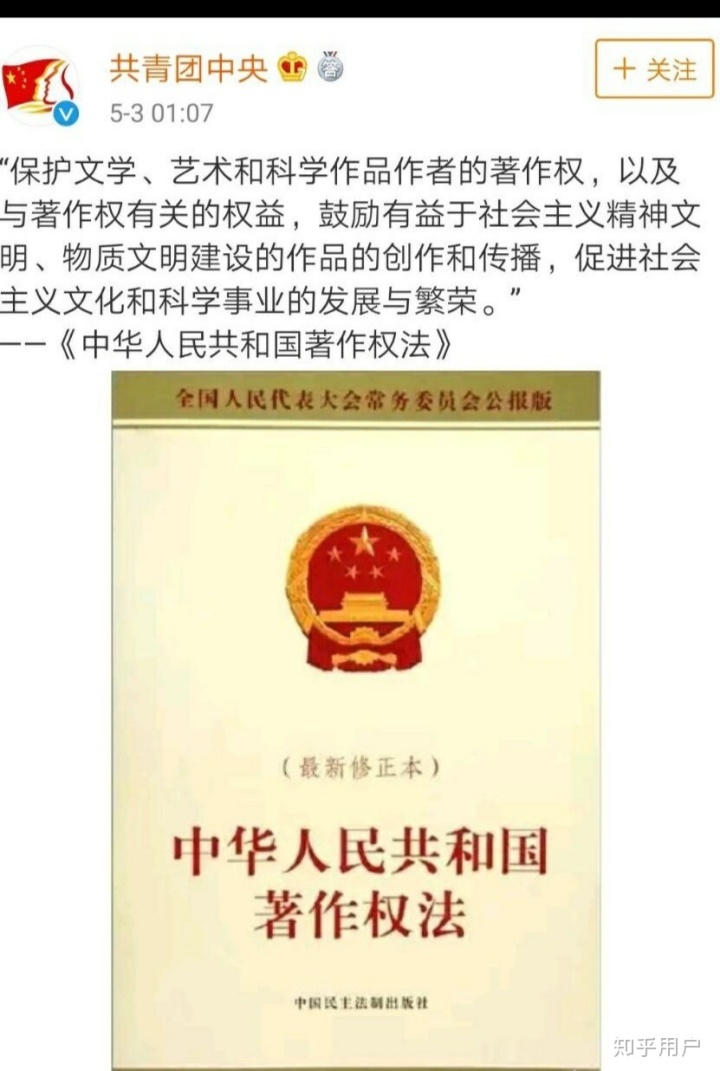 共青团中央
5-3 01:07
+ 关注
“保护文学、艺术和科学作品作者的著作权，以及
与著作权有关的权益，鼓励有益于社会主义精神文
明、物质文明建设的作品的创作和传播，促进社会
主义文化和科学事业的发展与繁荣。”
——《中华人民共和国著作权法》
全国人民代表大会常务委员会公报版
（最新修正本）
中华人民共和国
著作权法
中国民主法制出版社
知乎用户